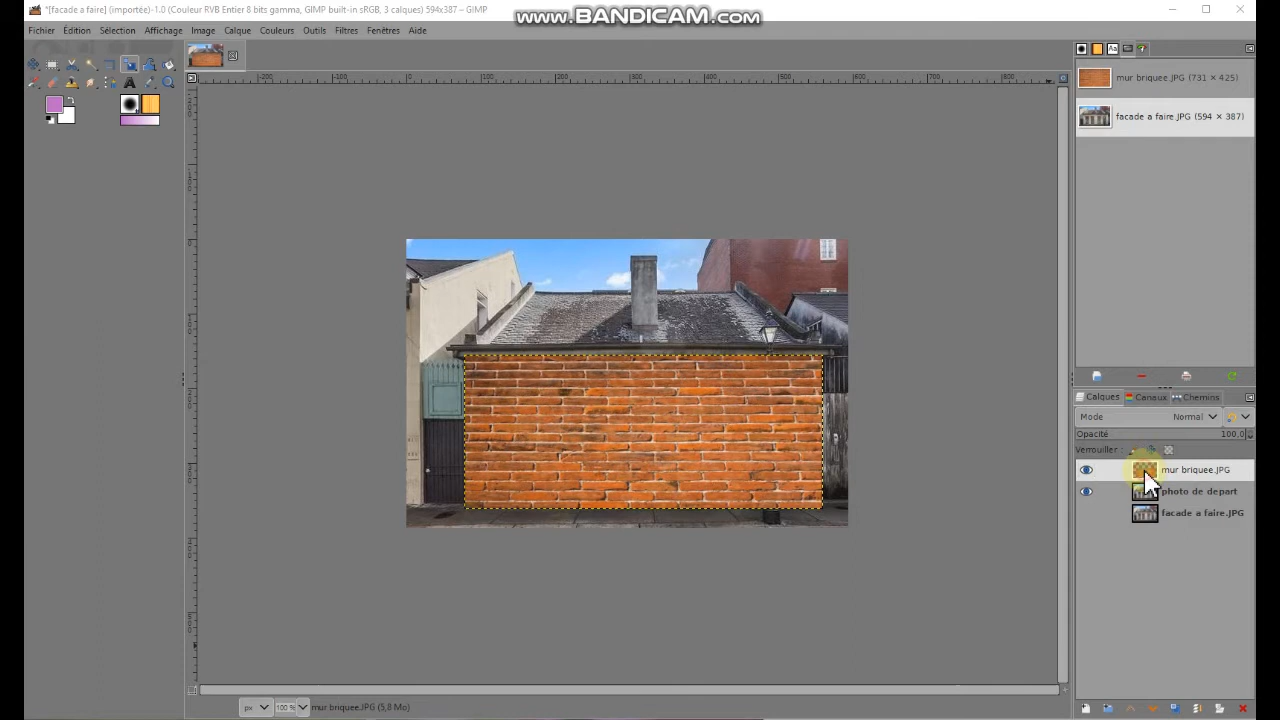 *[facade a faire] (importée)-1.0 (Couleur RVB Entier 8 bits gamma, GIMP built-in sRGB, 3 calques) 594x387 – GIMP
www.BANDICAM.com
Fichier Édition Sélection Affichage Image Calque Couleurs Outils Filtres Fenêtres Aide
mur briquee.JPG (731 × 425)
facade a faire.JPG (594 × 387)
Calques Canaux Chemins
Mode Normal
Opacité 100,0
Verrouiller :
mur briquee.JPG
photo de depart
facade a faire.JPG
px 100 % mur briquee.JPG (5,8 Mo)